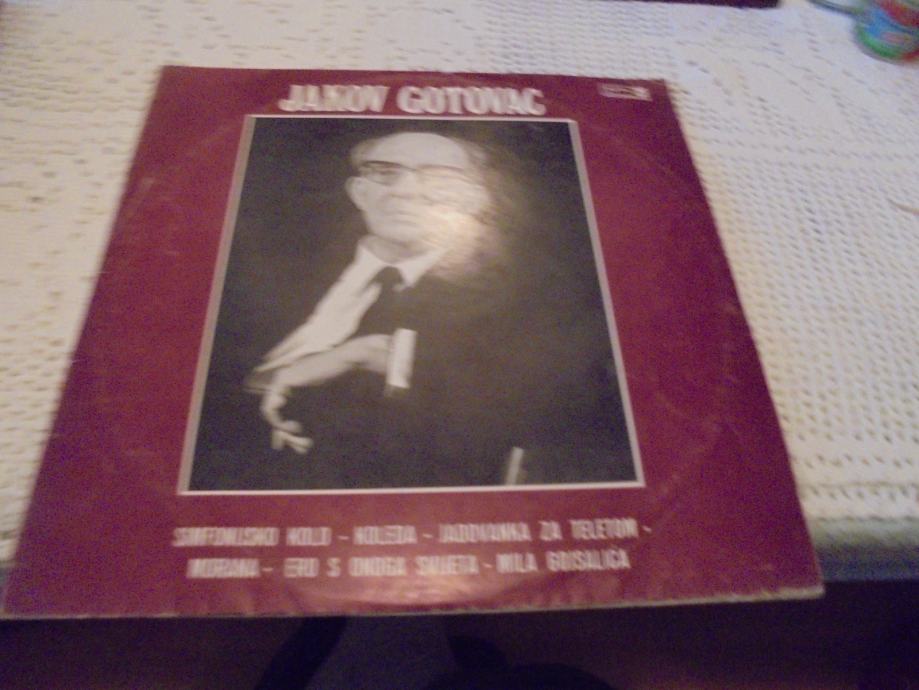 JAKOV GOTOVAC
SIMFONIJSKO KOLO - KOLEDA - JADOVANKA ZA TELETOM -
MORANA - ERO S ONOGA SVIJETA - MILA GOJSALIĆA